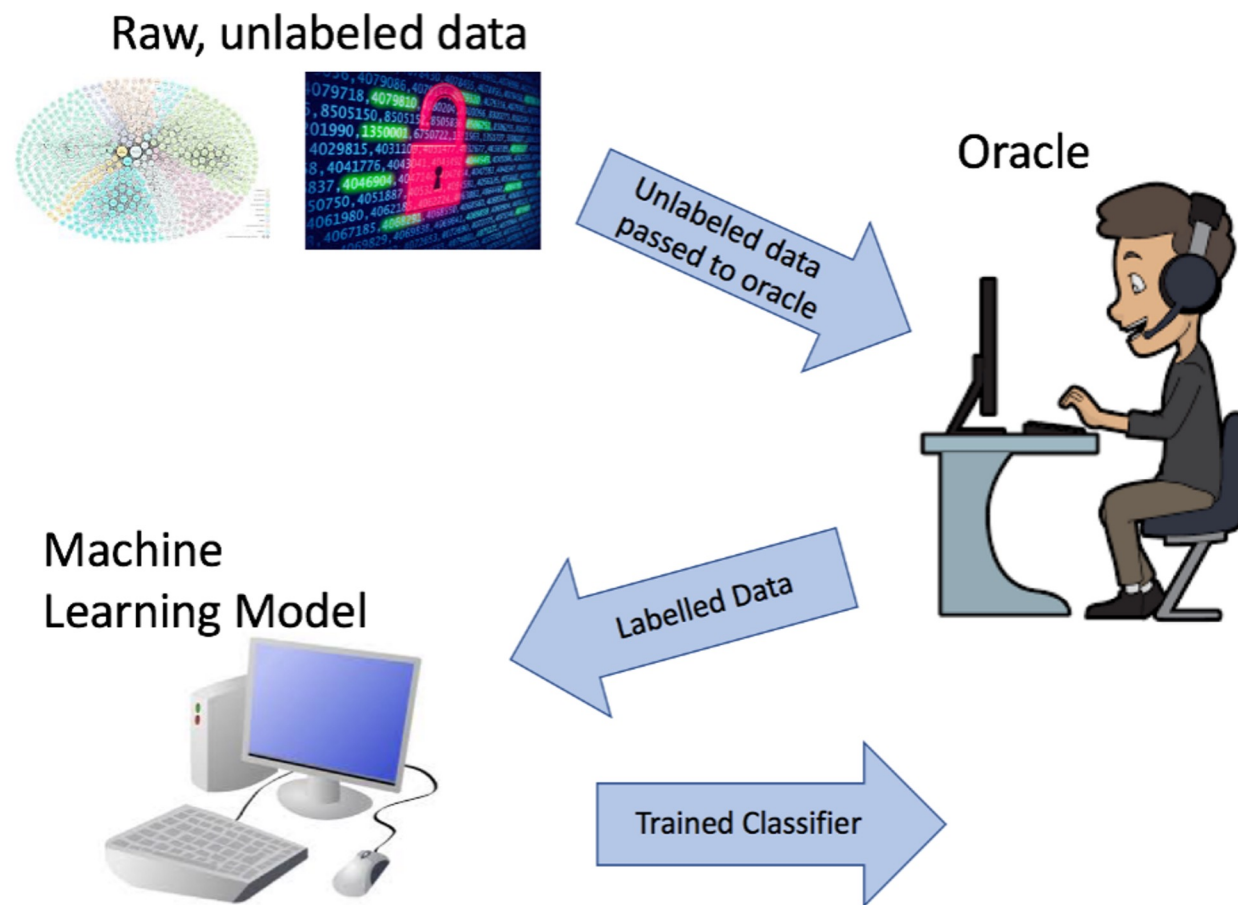 Raw, unlabeled data
Oracle
Unlabeled data
passed to oracle
Labelled Data
Machine
Learning Model
Trained Classifier